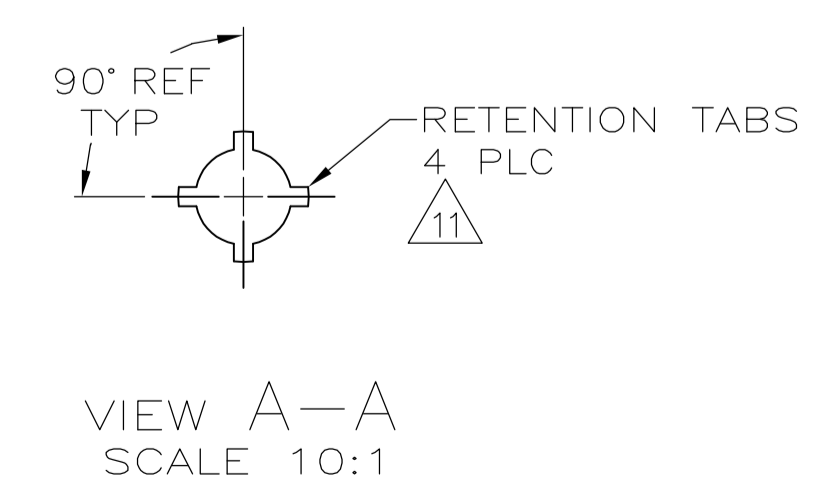 90° REF
TYP
RETENTION TABS
4 PLC
11
VIEW A—A
SCALE 10:1